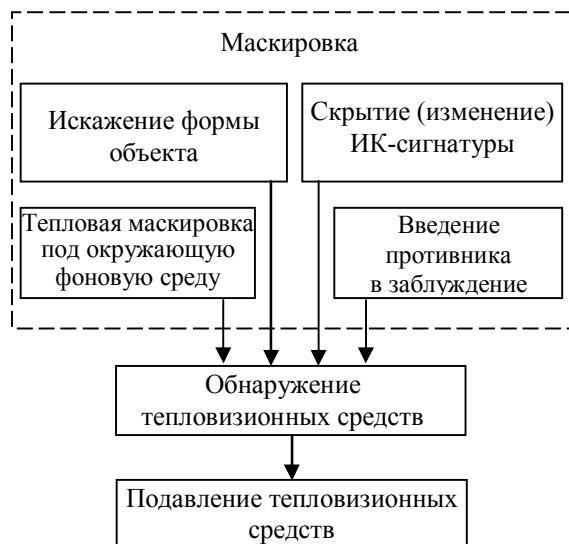 Маскировка
Искажение формы
объекта
Скрытие (изменение)
ИК-сигнатуры
Тепловая маскировка
под окружающую
фоновую среду
Введение
противника
в заблуждение
Обнаружение
тепловизионных средств
Подавление тепловизионных
средств